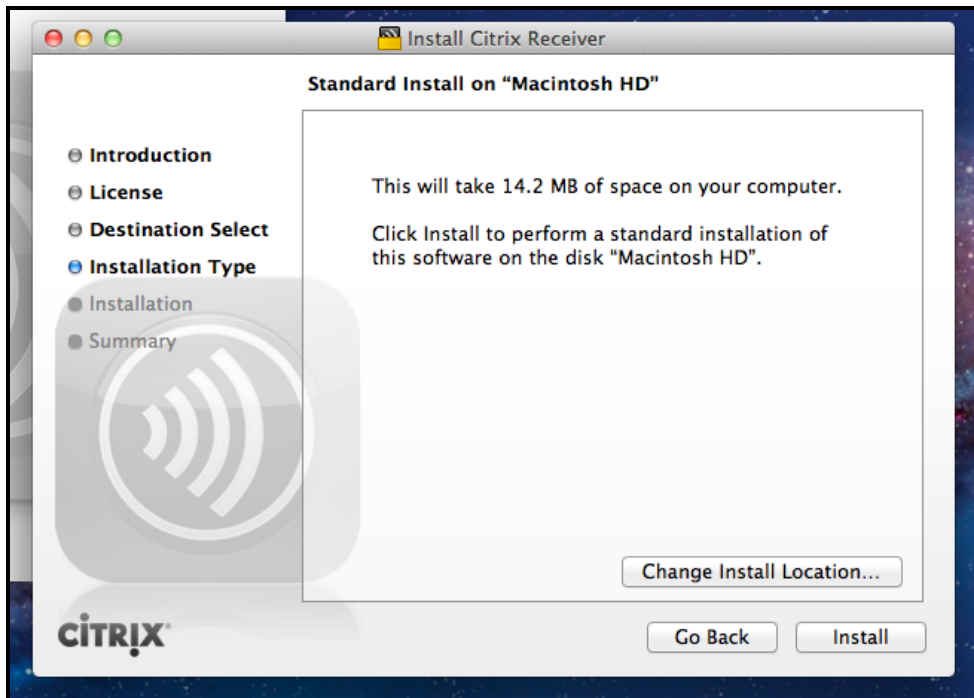 Install Citrix Receiver
Standard Install on “Macintosh HD”
Introduction
License
Destination Select
Installation Type
Installation
Summary
This will take 14.2 MB of space on your computer.
Click Install to perform a standard installation of
this software on the disk “Macintosh HD”.
Change Install Location...
CİTRỊX
Go Back
Install